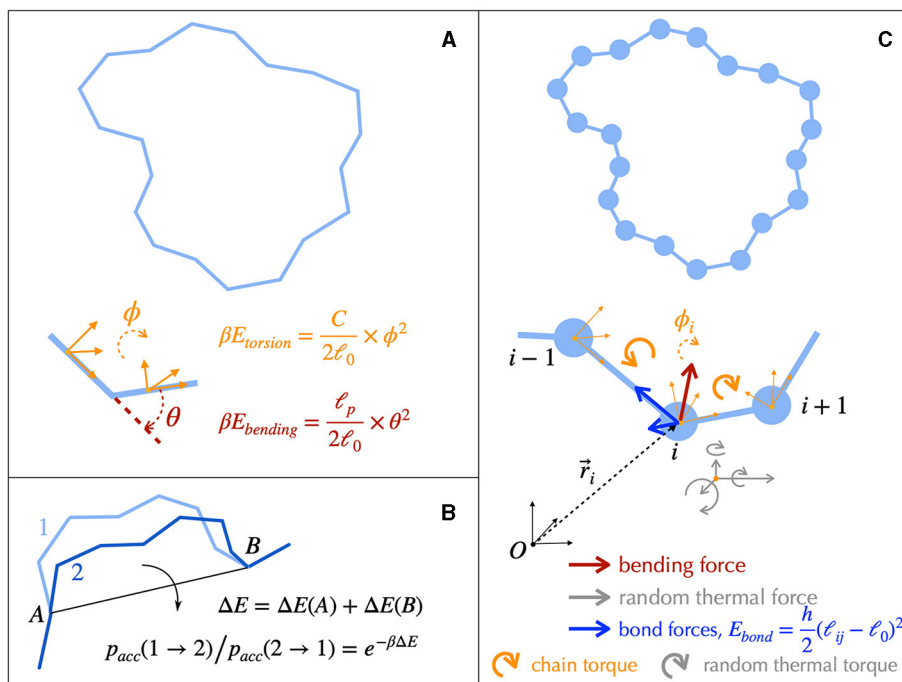 A
ϕ
θ
βE_torsion = C / 2ℓ_0 × ϕ^2
βE_bending = ℓ_p / 2ℓ_0 × θ^2
B
1
2
A
B
ΔE = ΔE(A) + ΔE(B)
p_acc(1 → 2)/p_acc(2 → 1) = e^{−βΔE}
C
ϕ_i
i − 1
i
i + 1
r⃗_i
O
bending force
random thermal force
bond forces, E_bond = h/2 (ℓ_ij − ℓ_0)^2
chain torque
random thermal torque